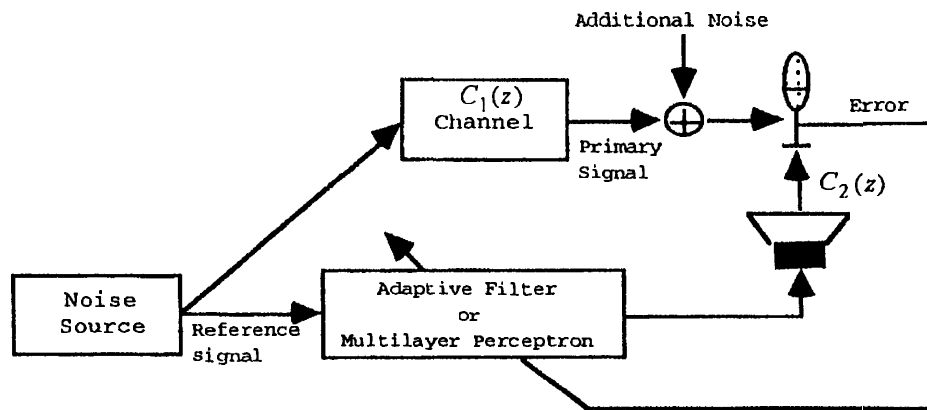 Additional Noise
C₁(z)
Channel
Primary
Signal
Error
C₂(z)
Noise
Source
Reference
signal
Adaptive Filter
or
Multilayer Perceptron